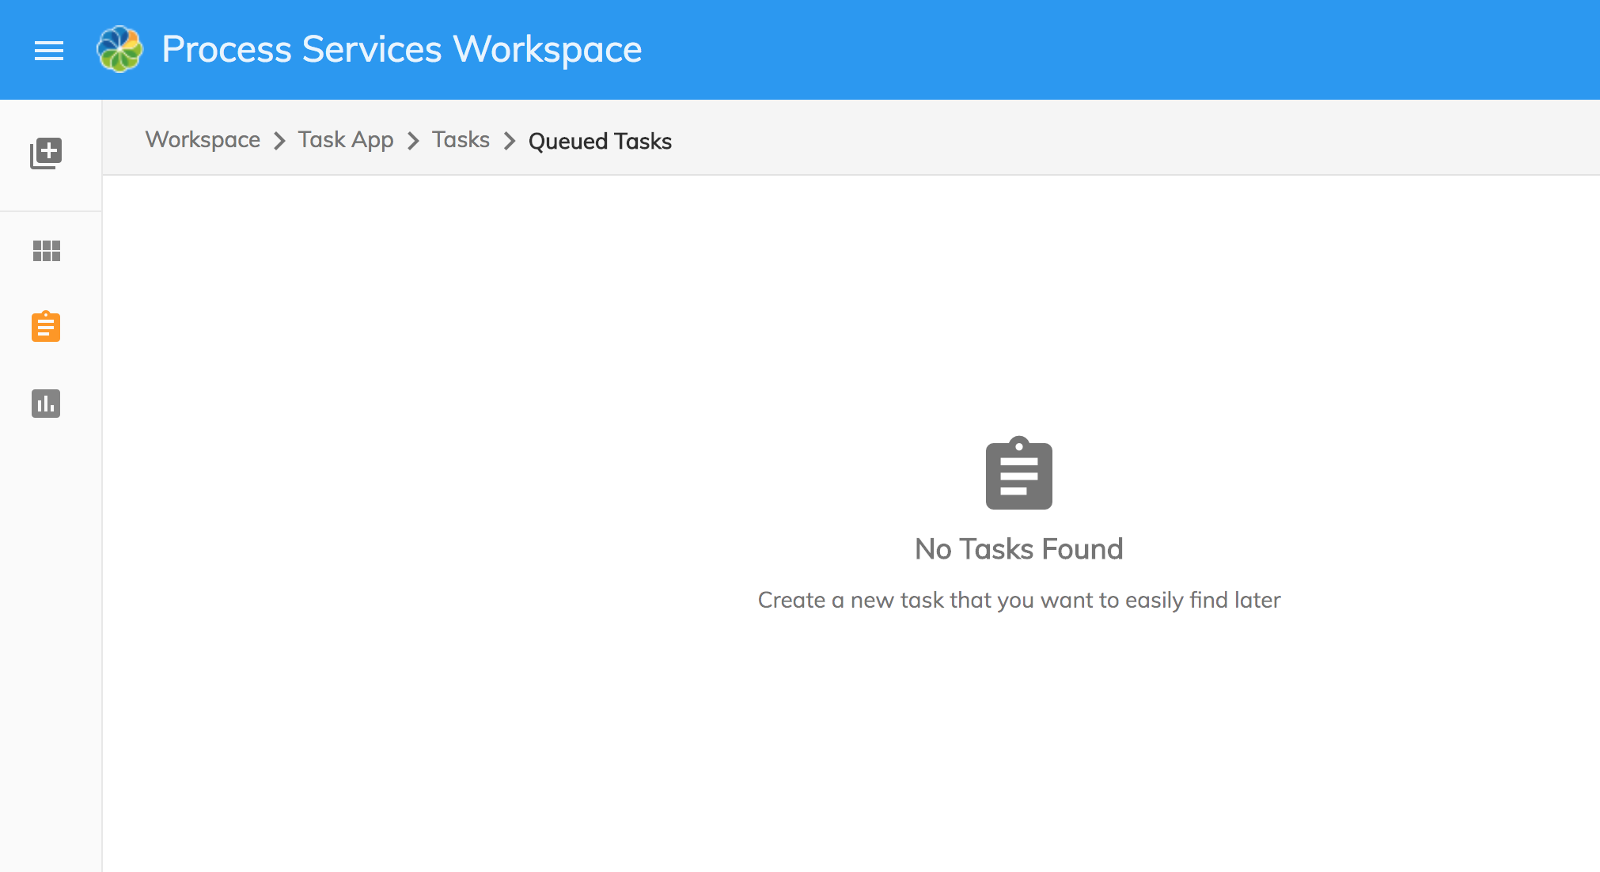 Process Services Workspace
Workspace > Task App > Tasks > Queued Tasks
No Tasks Found
Create a new task that you want to easily find later